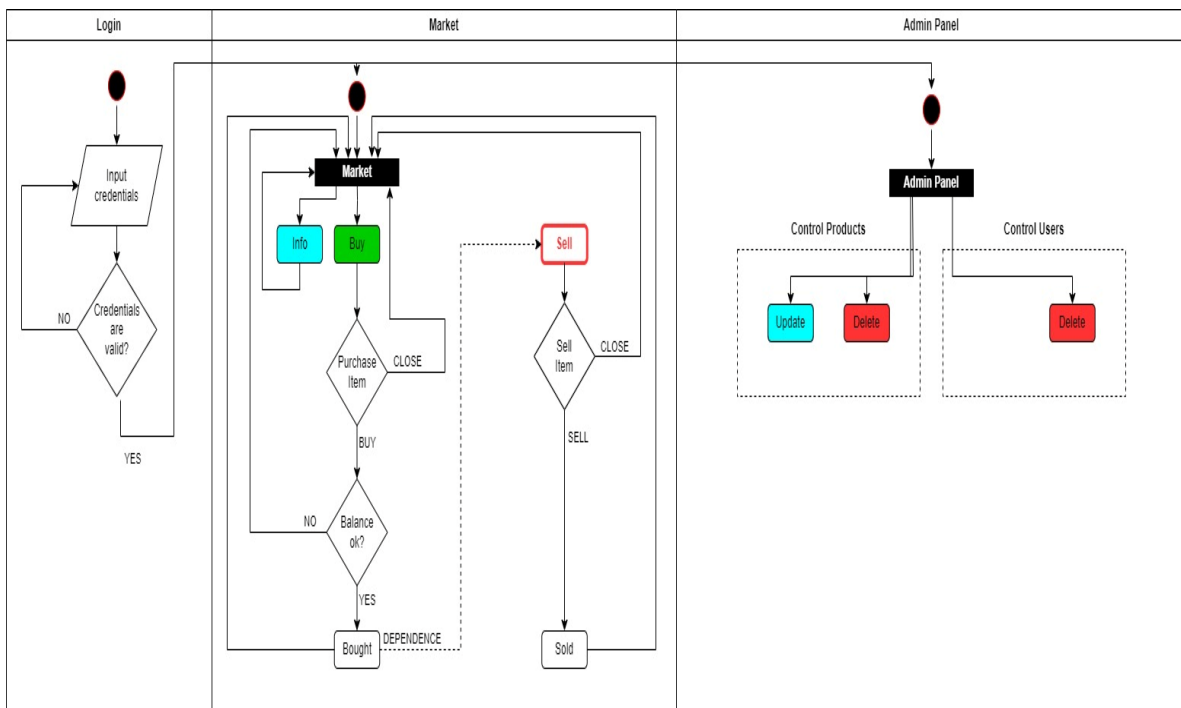 Login
Market
Admin Panel
Input
credentials
Credentials
are
valid?
NO
YES
Market
Info
Buy
Sell
Purchase
Item
CLOSE
BUY
Balance
ok?
NO
YES
Bought
DEPENDENCE
Sell
Item
CLOSE
SELL
Sold
Admin Panel
Control Products
Control Users
Update
Delete
Delete